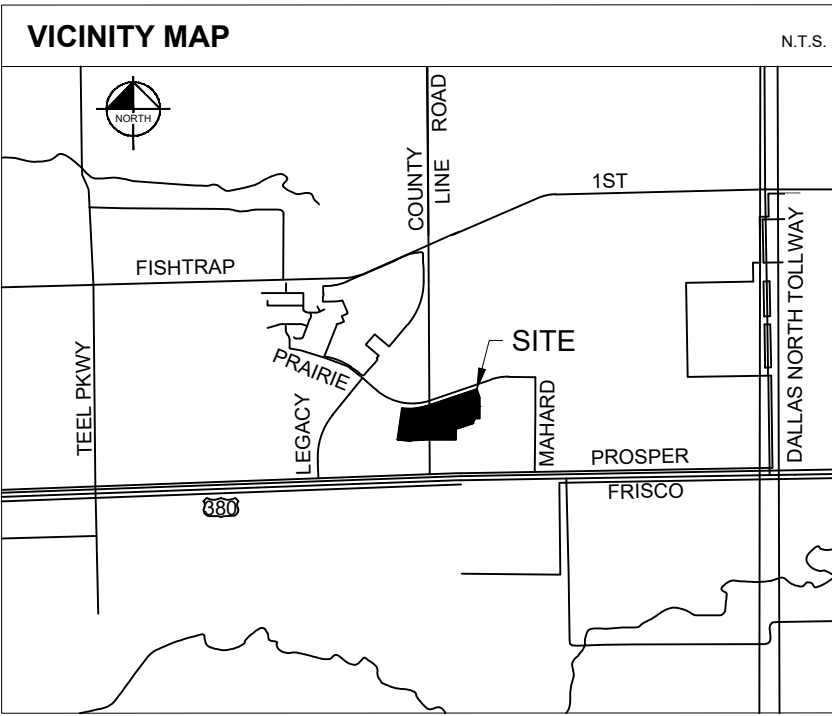 VICINITY MAP
N.T.S.
NORTH
COUNTY
LINE ROAD
1ST
FISHTRAP
DALLAS NORTH TOLLWAY
SITE
PRAIRIE
TEEL PKWY
LEGACY
MAHARD
PROSPER
FRISCO
380